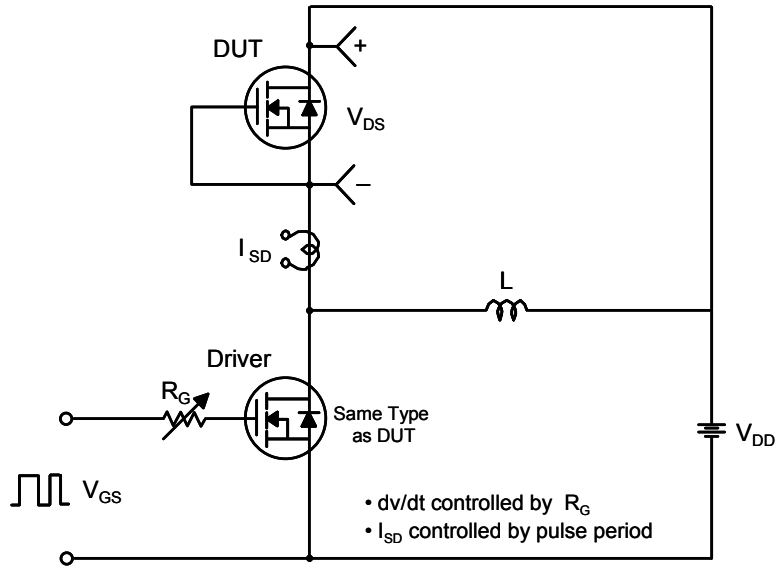 DUT
+
V_DS
–
I_SD
L
Driver
R_G
Same Type
as DUT
V_DD
V_GS
• dv/dt controlled by R_G
• I_SD controlled by pulse period